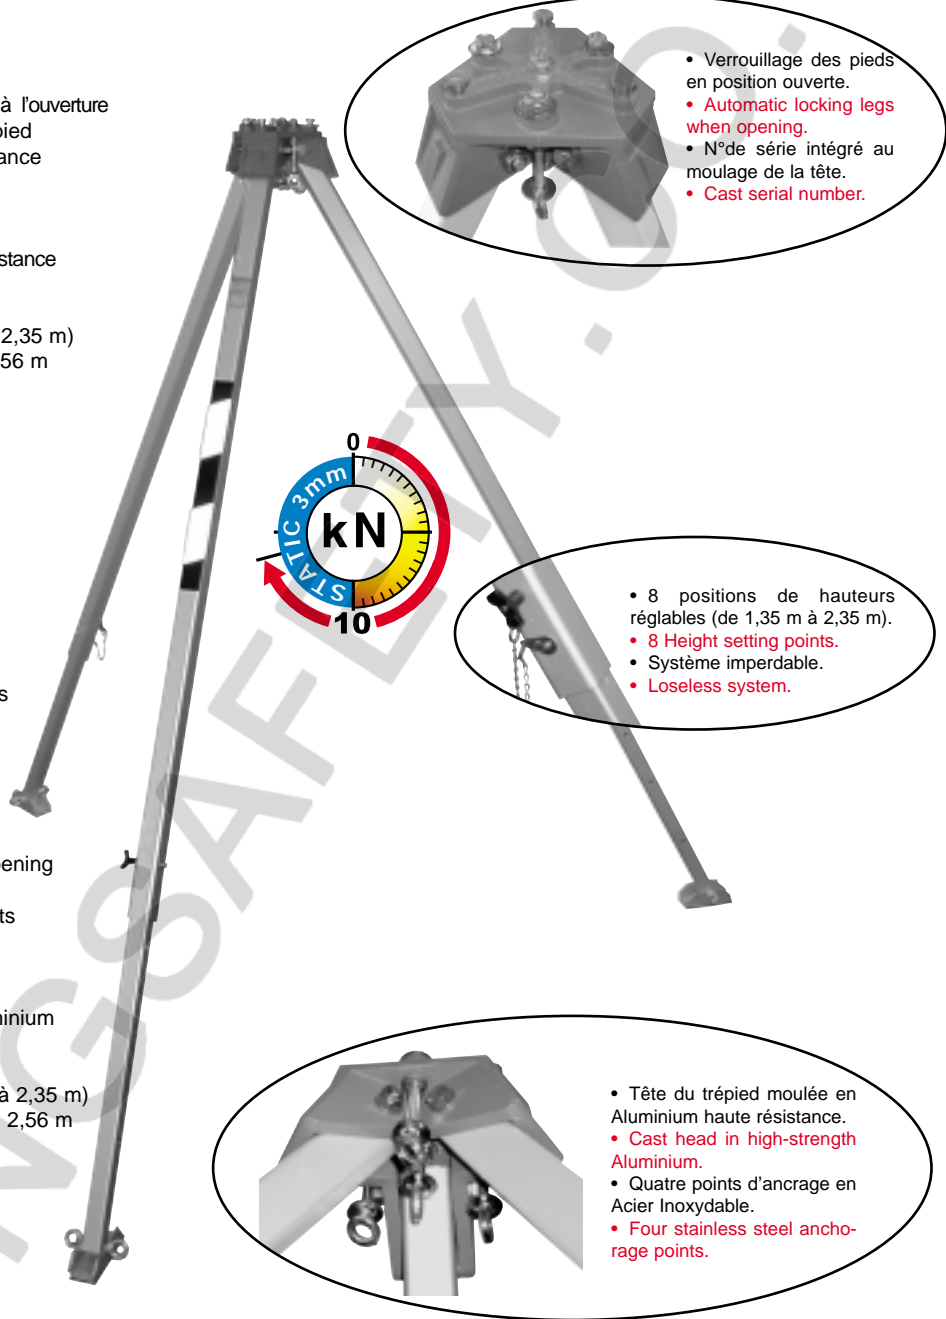 à l’ouverture
pied
ance
stance
2,35 m)
56 m
s
pening
ts
minium
à 2,35 m)
2,56 m
• Verrouillage des pieds
en position ouverte.
• Automatic locking legs
when opening.
• N°de série intégré au
moulage de la tête.
• Cast serial number.
0
STATIC 3mm
kN
10
• 8 positions de hauteurs
réglables (de 1,35 m à 2,35 m).
• 8 Height setting points.
• Système imperdable.
• Loseless system.
• Tête du trépied moulée en
Aluminium haute résistance.
• Cast head in high-strength
Aluminium.
• Quatre points d’ancrage en
Acier Inoxydable.
• Four stainless steel ancho-
rage points.
NGSAFETY.CO.